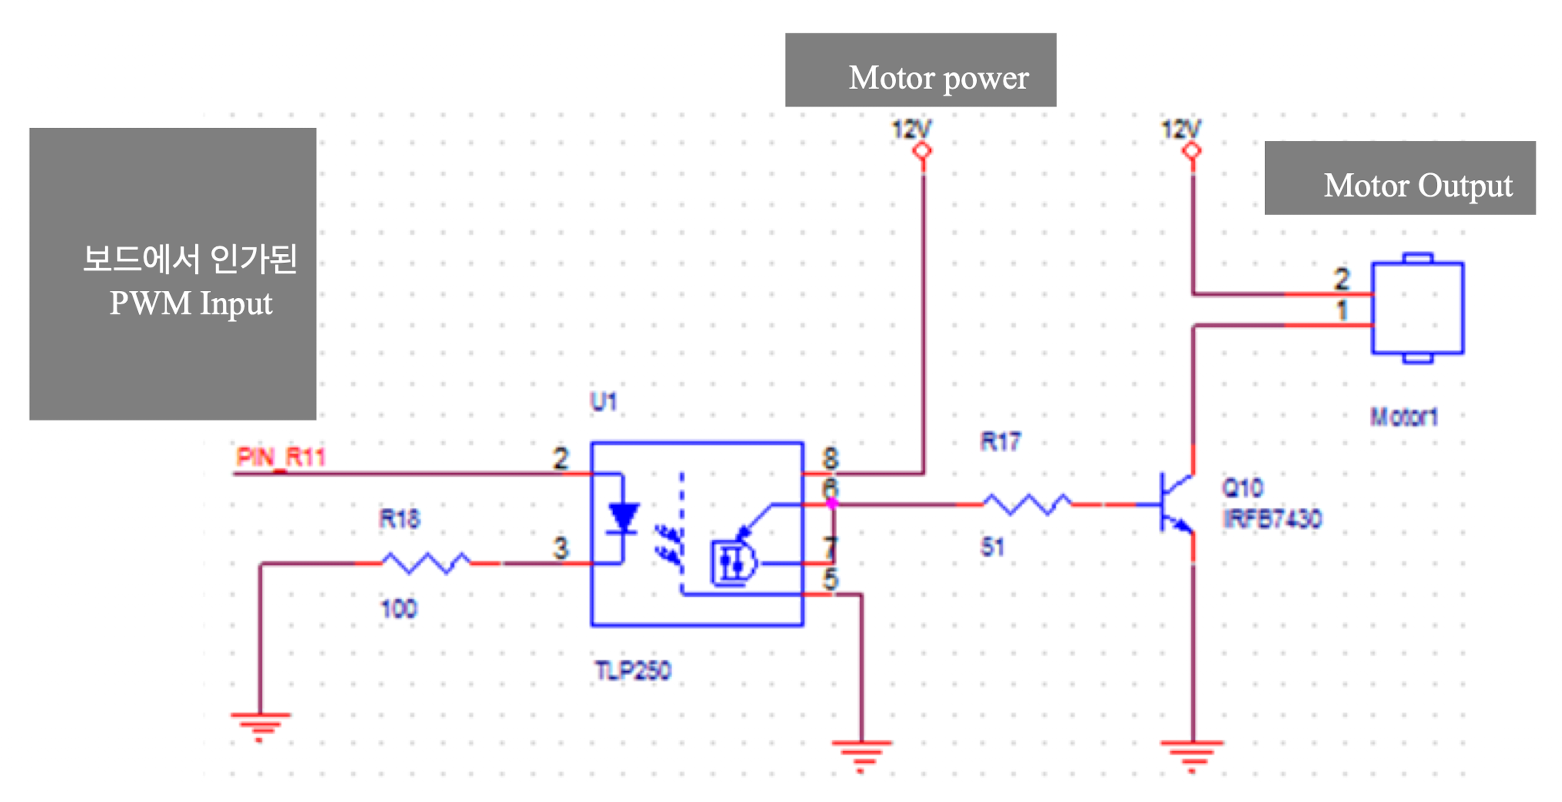 Motor power
12V
12V
Motor Output
보드에서 인가된
PWM Input
2
1
U1
Motor1
PIN_R11
2
8
R17
6
Q10
R18
IRFB7430
3
7
51
5
100
TLP250